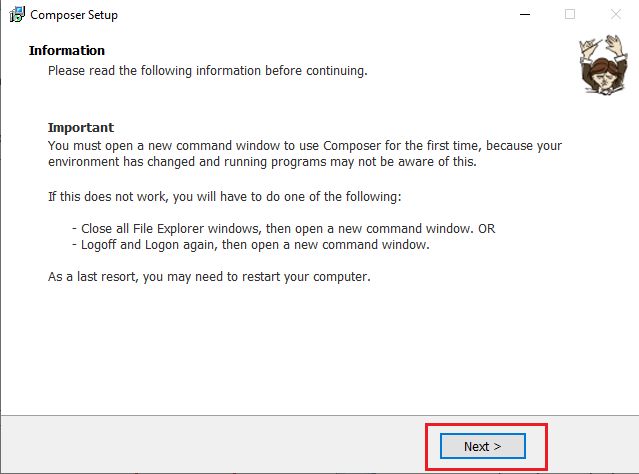 Composer Setup
Information
Please read the following information before continuing.
Important
You must open a new command window to use Composer for the first time, because your
environment has changed and running programs may not be aware of this.
If this does not work, you will have to do one of the following:
- Close all File Explorer windows, then open a new command window. OR
- Logoff and Logon again, then open a new command window.
As a last resort, you may need to restart your computer.
Next >